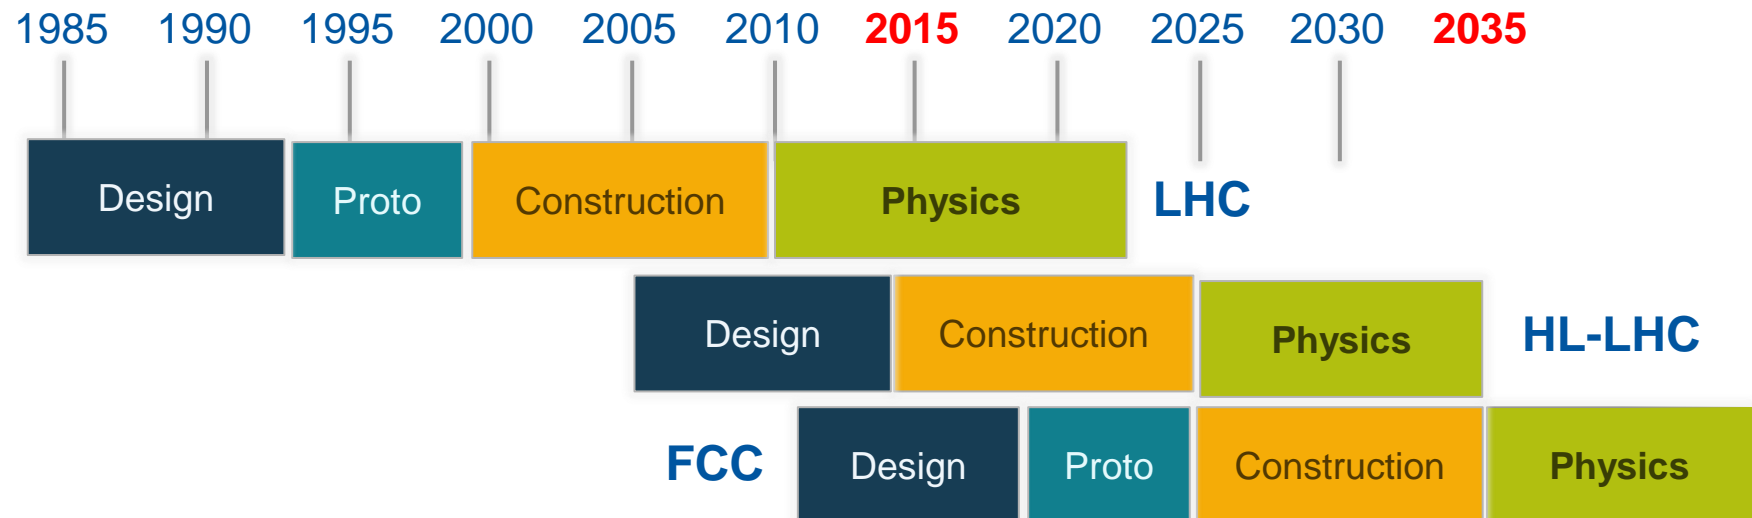 1985 1990 1995 2000 2005 2010 2015 2020 2025 2030 2035
Design Proto Construction Physics LHC
Design Construction Physics HL-LHC
FCC Design Proto Construction Physics